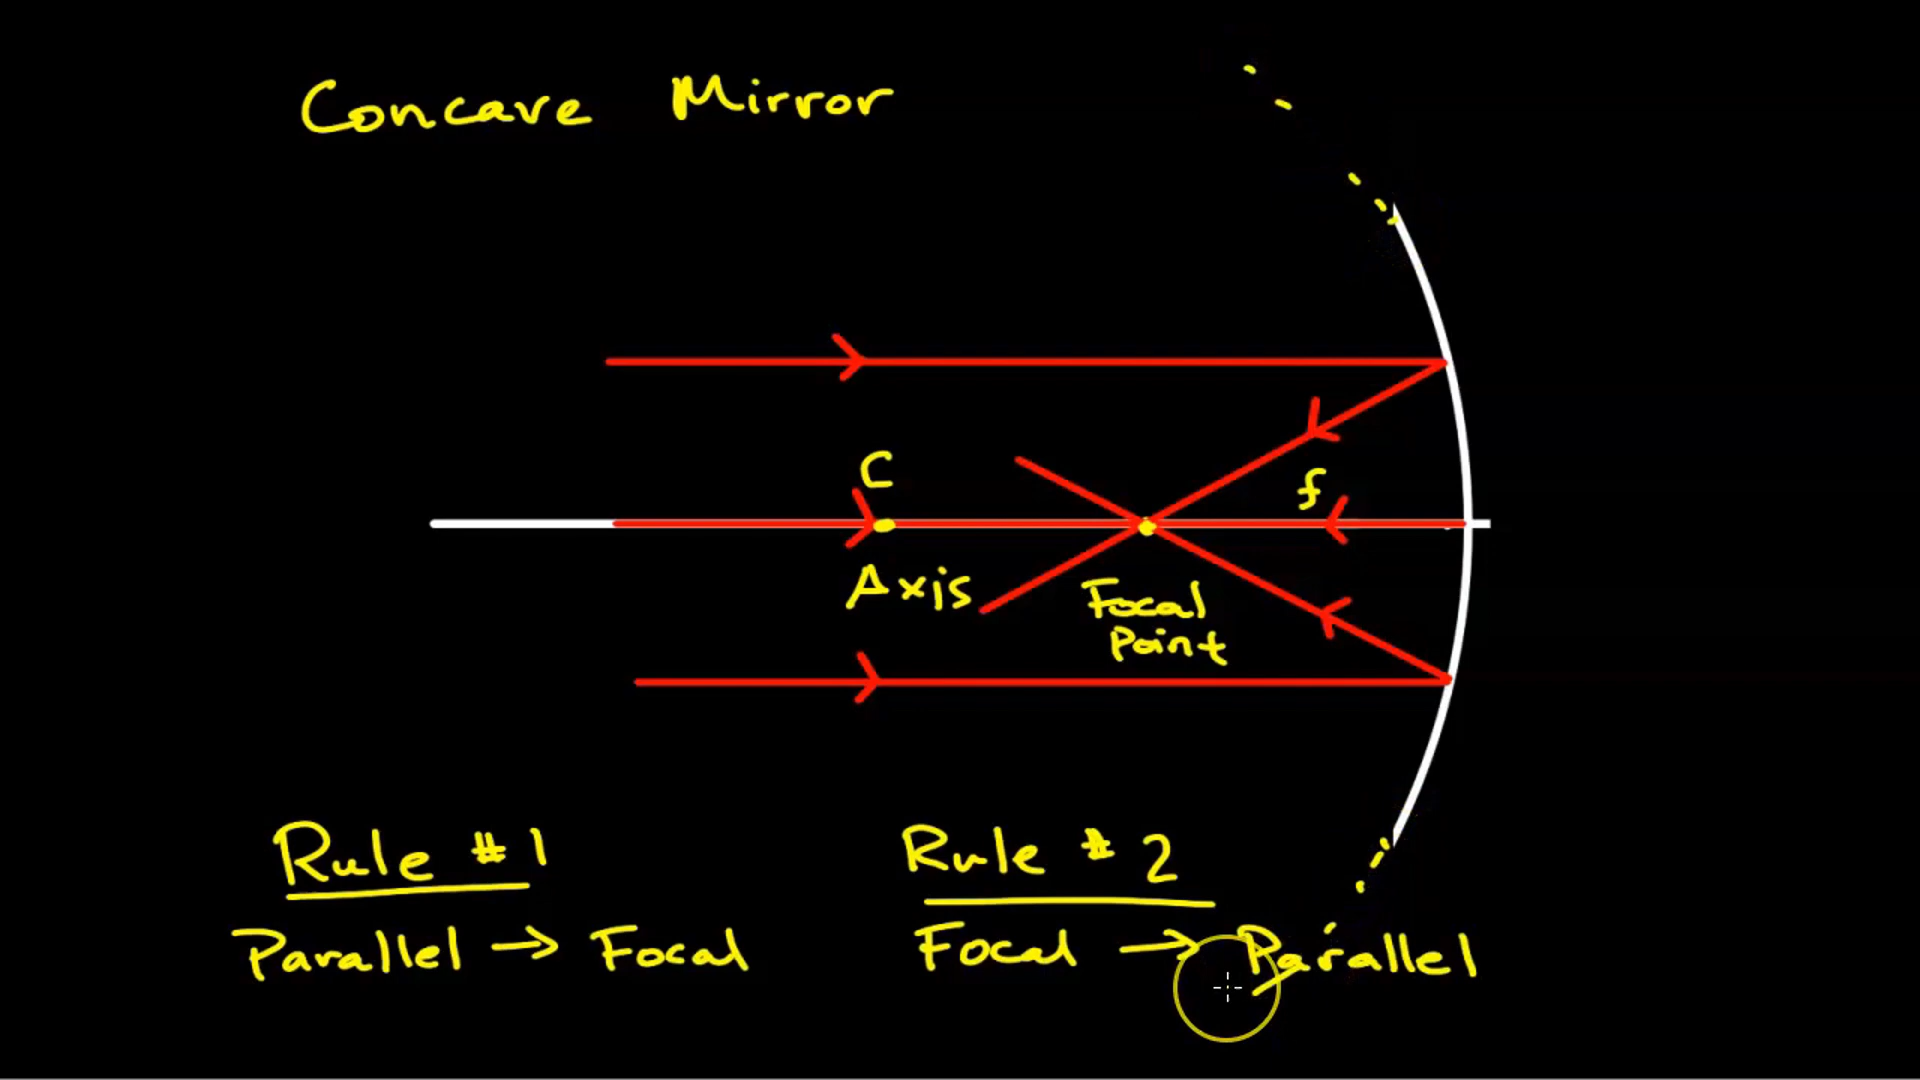 Concave Mirror
C
f
Axis
Focal
Point
Rule #1
Parallel → Focal
Rule # 2
Focal → Parallel